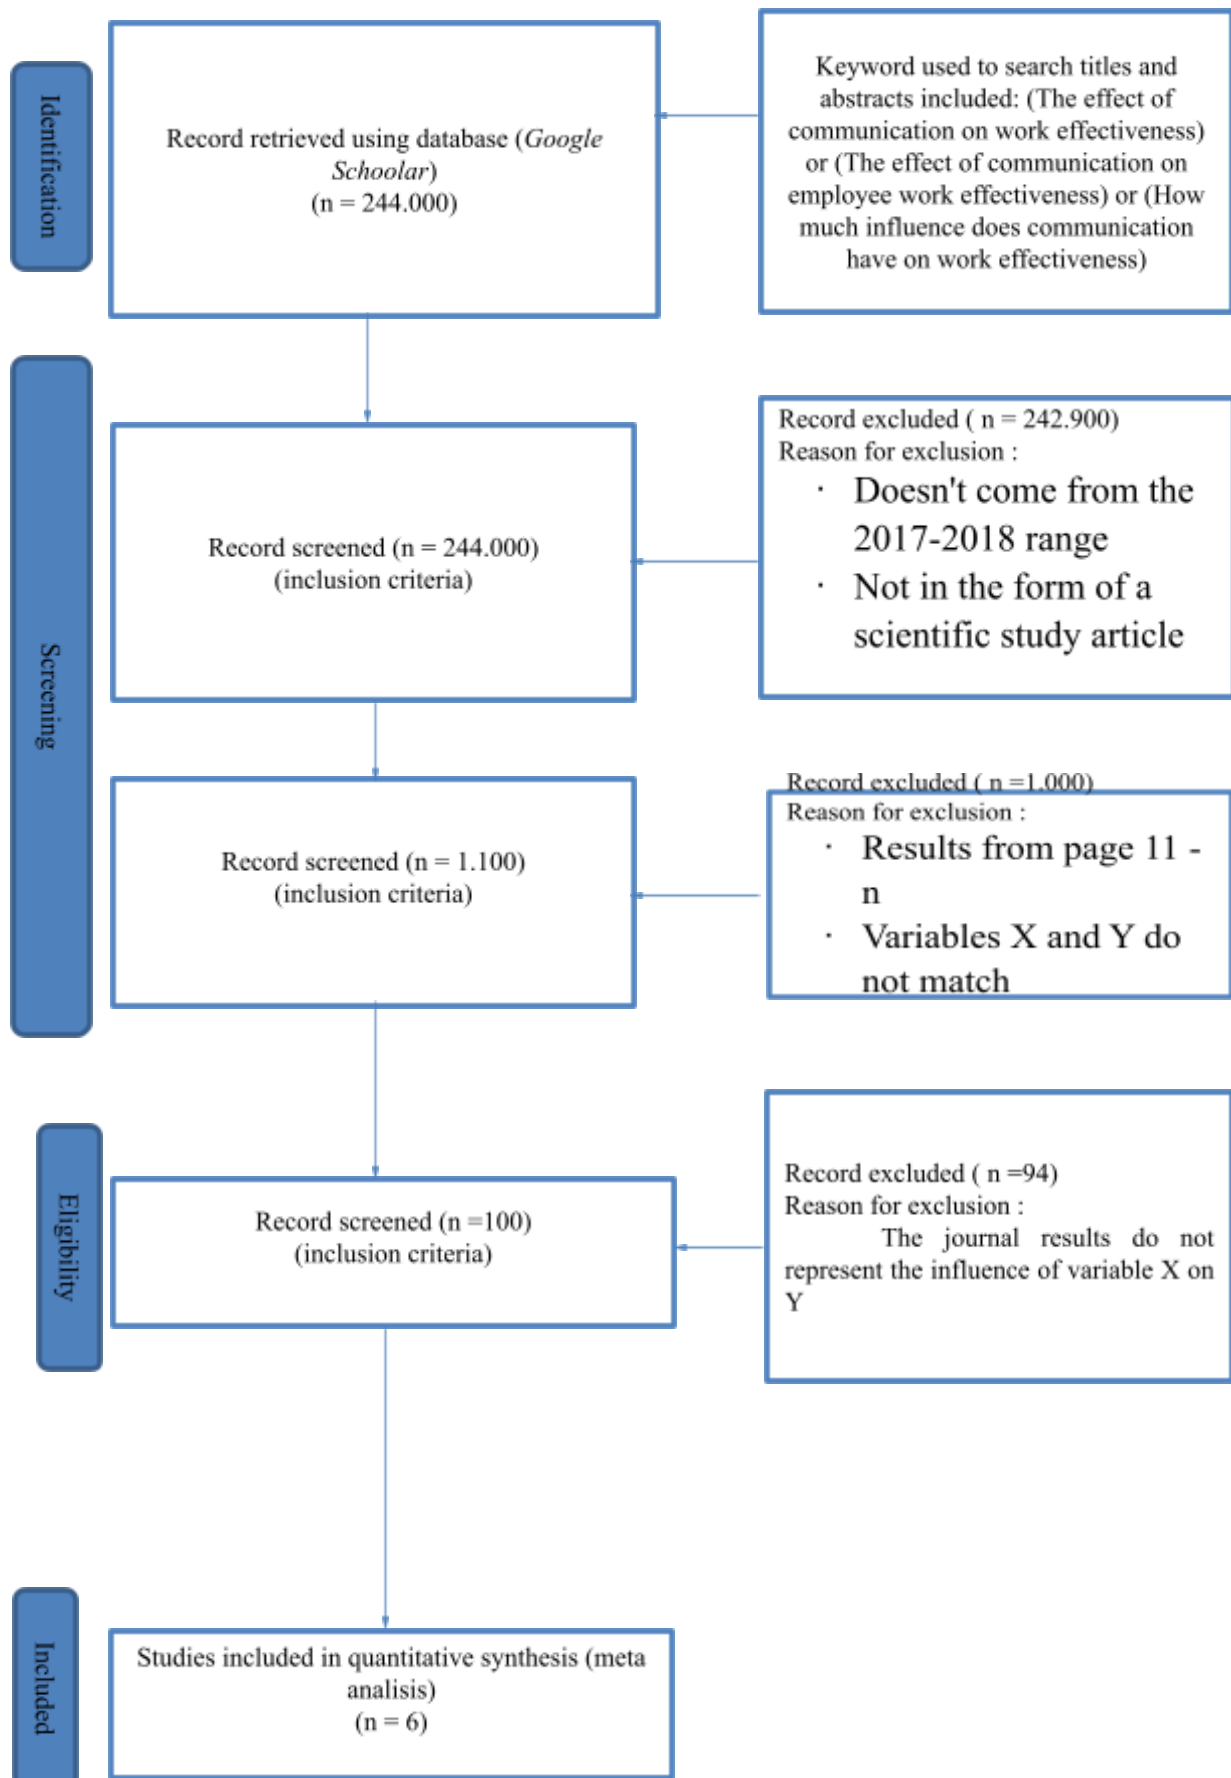 Identification
Record retrieved using database (Google
Schoolar)
(n = 244.000)
Keyword used to search titles and
abstracts included: (The effect of
communication on work effectiveness)
or (The effect of communication on
employee work effectiveness) or (How
much influence does communication
have on work effectiveness)
Screening
Record screened (n = 244.000)
(inclusion criteria)
Record excluded ( n = 242.900)
Reason for exclusion :
· Doesn't come from the
2017-2018 range
· Not in the form of a
scientific study article
Record screened (n = 1.100)
(inclusion criteria)
Record excluded ( n =1.000)
Reason for exclusion :
· Results from page 11 -
n
· Variables X and Y do
not match
Eligibility
Record screened (n =100)
(inclusion criteria)
Record excluded ( n =94)
Reason for exclusion :
The journal results do not
represent the influence of variable X on
Y
Included
Studies included in quantitative synthesis (meta
analisis)
(n = 6)